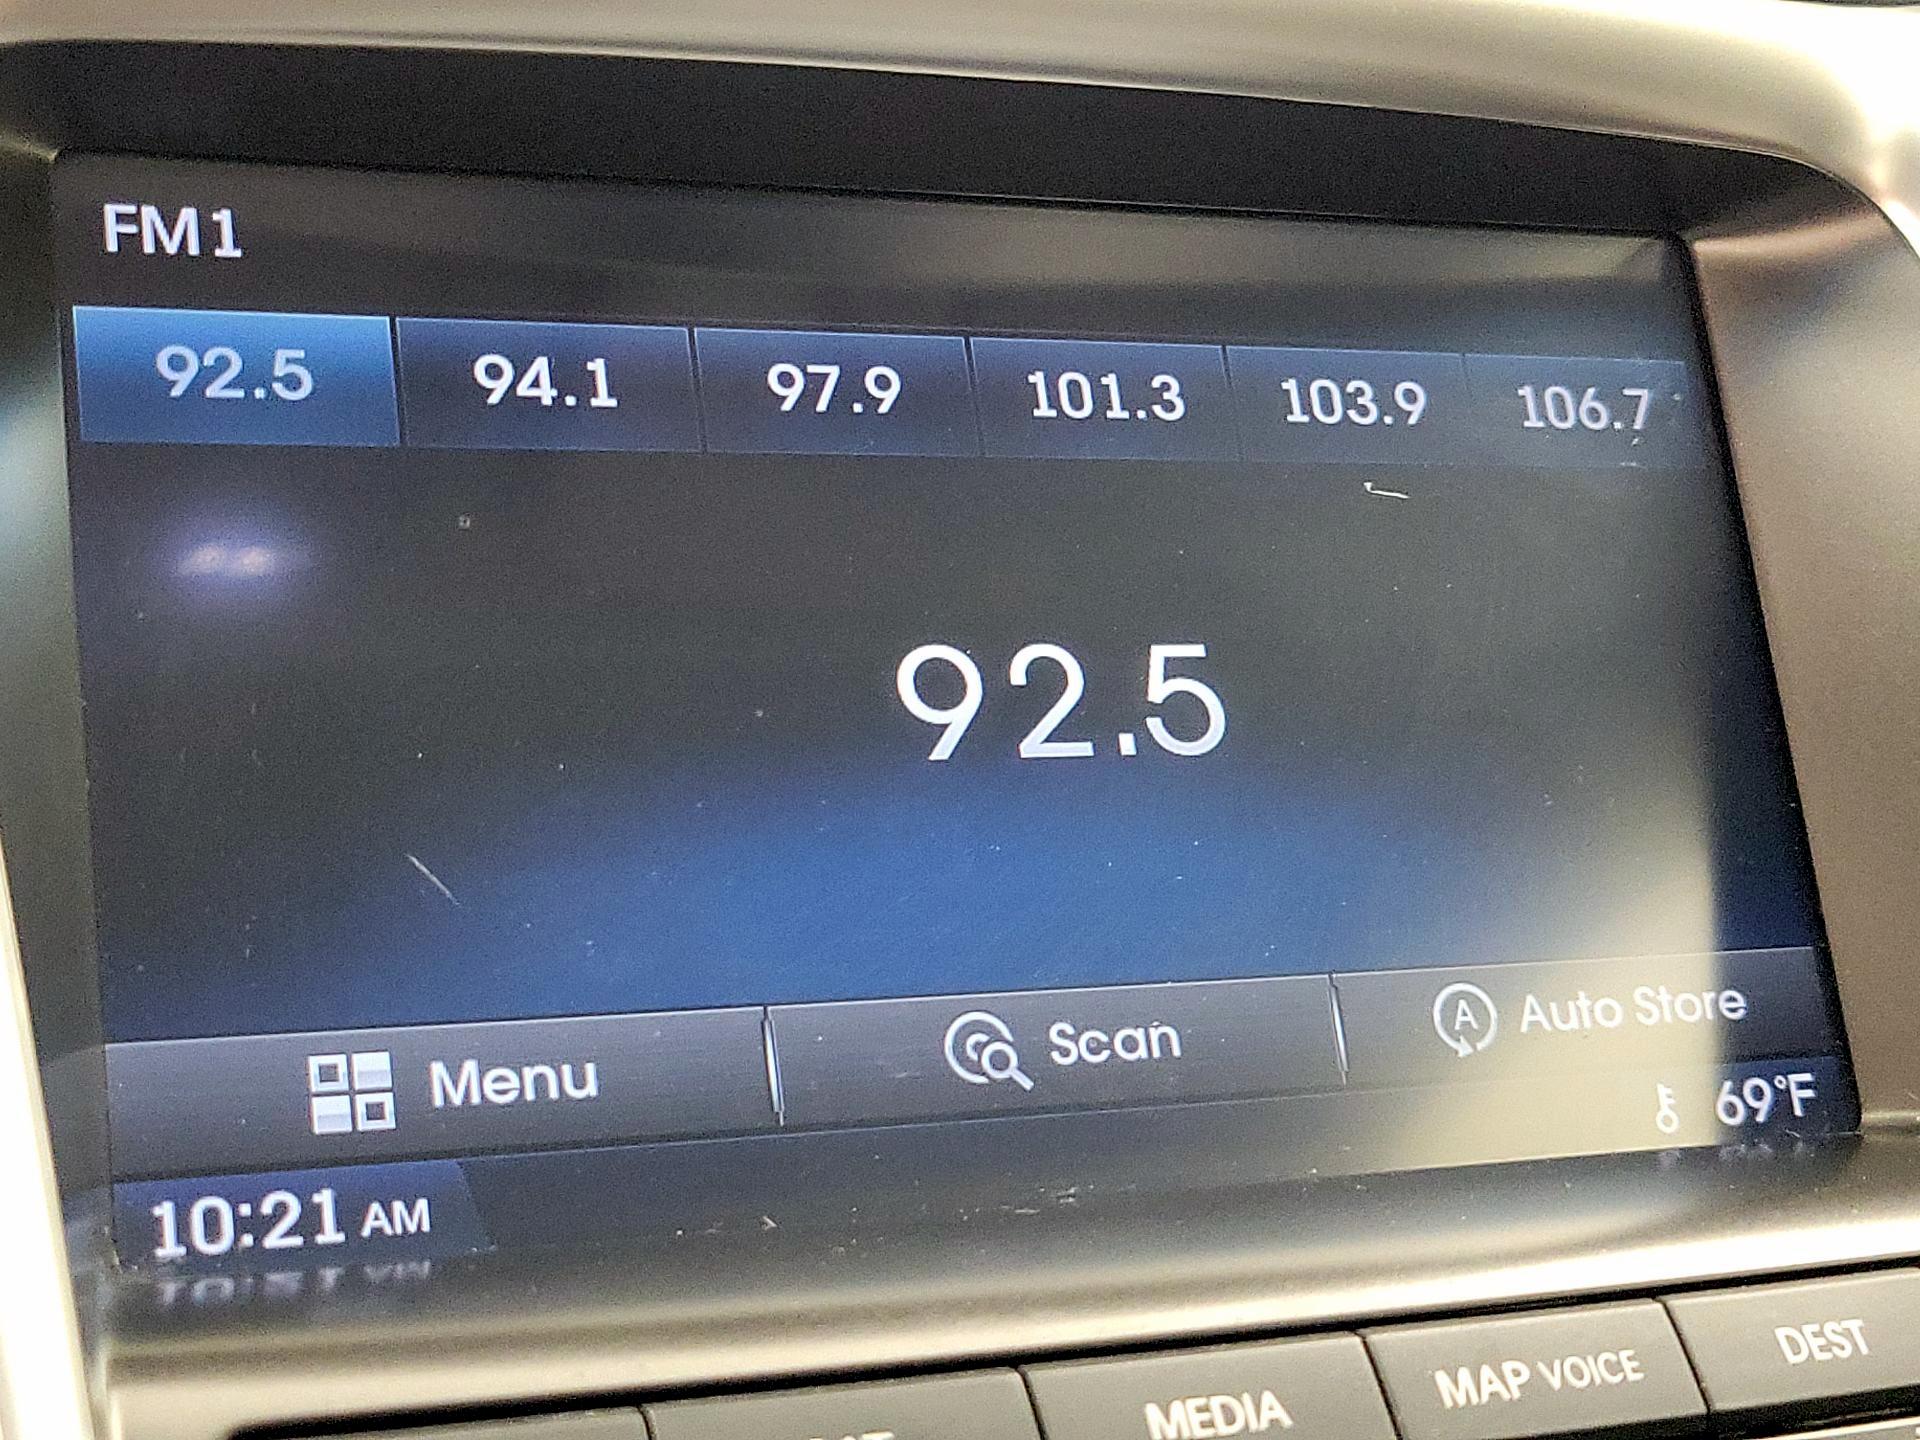 FM1
92.5 94.1 97.9 101.3 103.9 106.7
92.5
Menu Scan Auto Store
69°F
10:21 AM
MEDIA MAP VOICE DEST